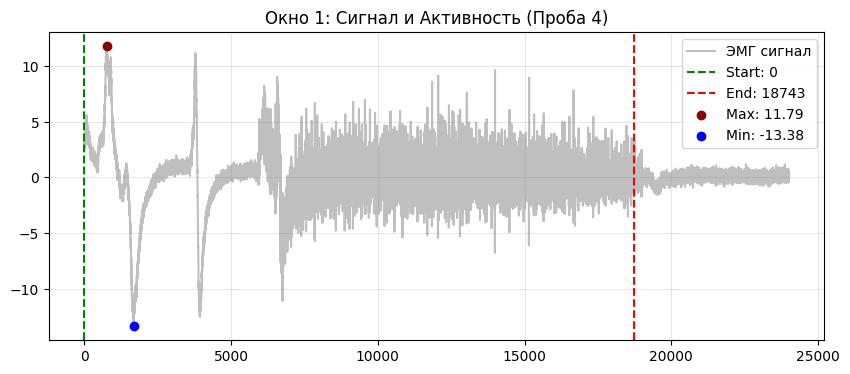 Окно 1: Сигнал и Активность (Проба 4)
ЭМГ сигнал
Start: 0
End: 18743
Max: 11.79
Min: -13.38
10
5
0
−5
−10
0 5000 10000 15000 20000 25000